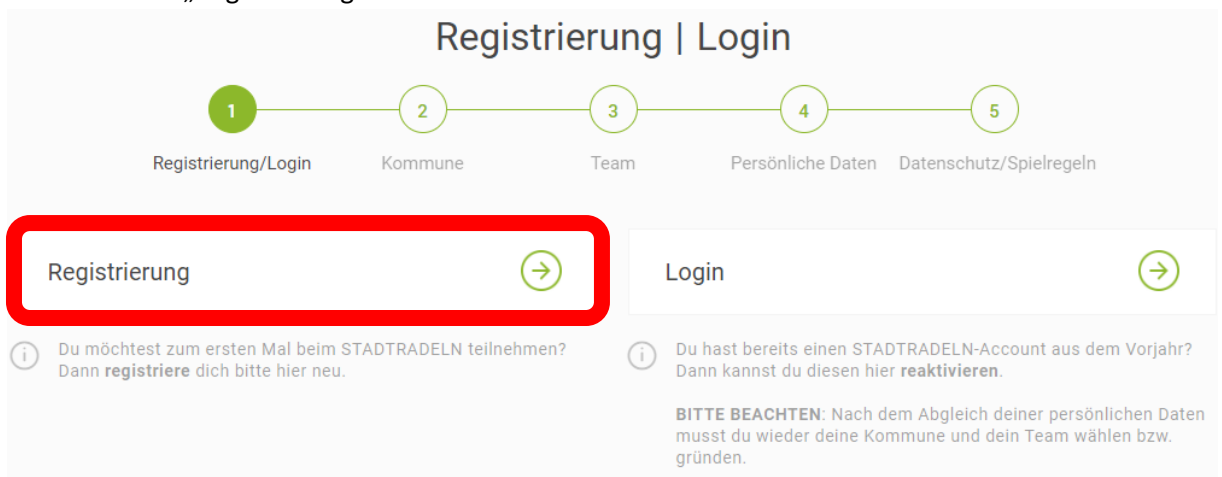 Registrierung | Login
1 2 3 4 5
Registrierung/Login Kommune Team Persönliche Daten Datenschutz/Spielregeln
Registrierung
Du möchtest zum ersten Mal beim STADTRADELN teilnehmen?
Dann registriere dich bitte hier neu.
Login
Du hast bereits einen STADTRADELN-Account aus dem Vorjahr?
Dann kannst du diesen hier reaktivieren.
BITTE BEACHTEN: Nach dem Abgleich deiner persönlichen Daten
musst du wieder deine Kommune und dein Team wählen bzw.
gründen.